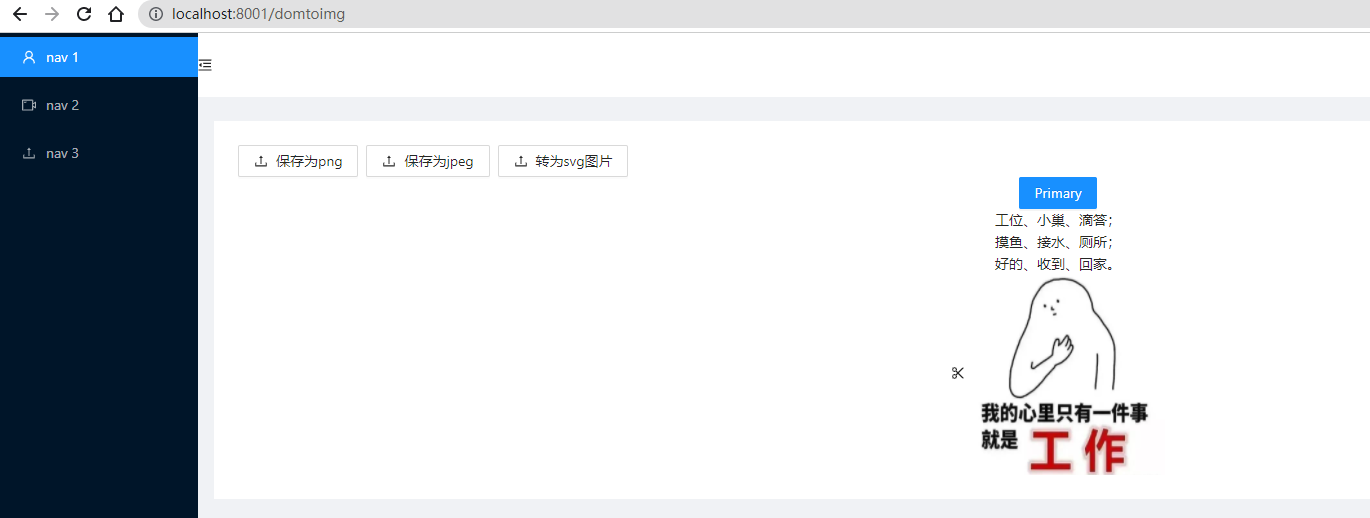 localhost:8001/domtoimg
nav 1
nav 2
nav 3
保存为png
保存为jpeg
转为svg图片
Primary
工位、小巢、滴答；
摸鱼、接水、厕所；
好的、收到、回家。
我的心里只有一件事
就是 工作